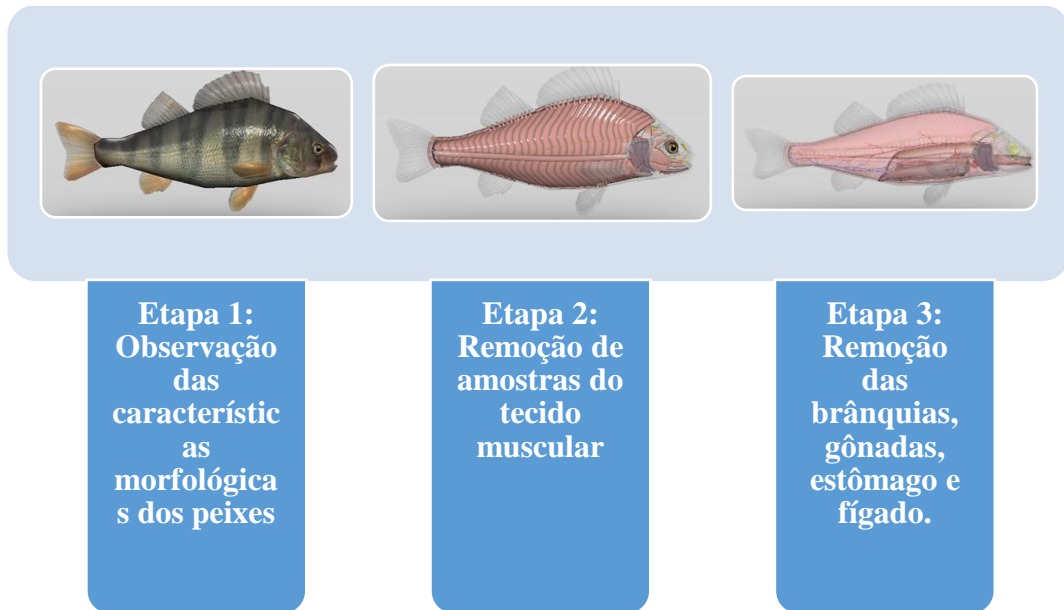 Etapa 1:
Observação
das
característic
as
morfológica
s dos peixes
Etapa 2:
Remoção de
amostras do
tecido
muscular
Etapa 3:
Remoção
das
brânquias,
gônadas,
estômago e
fígado.